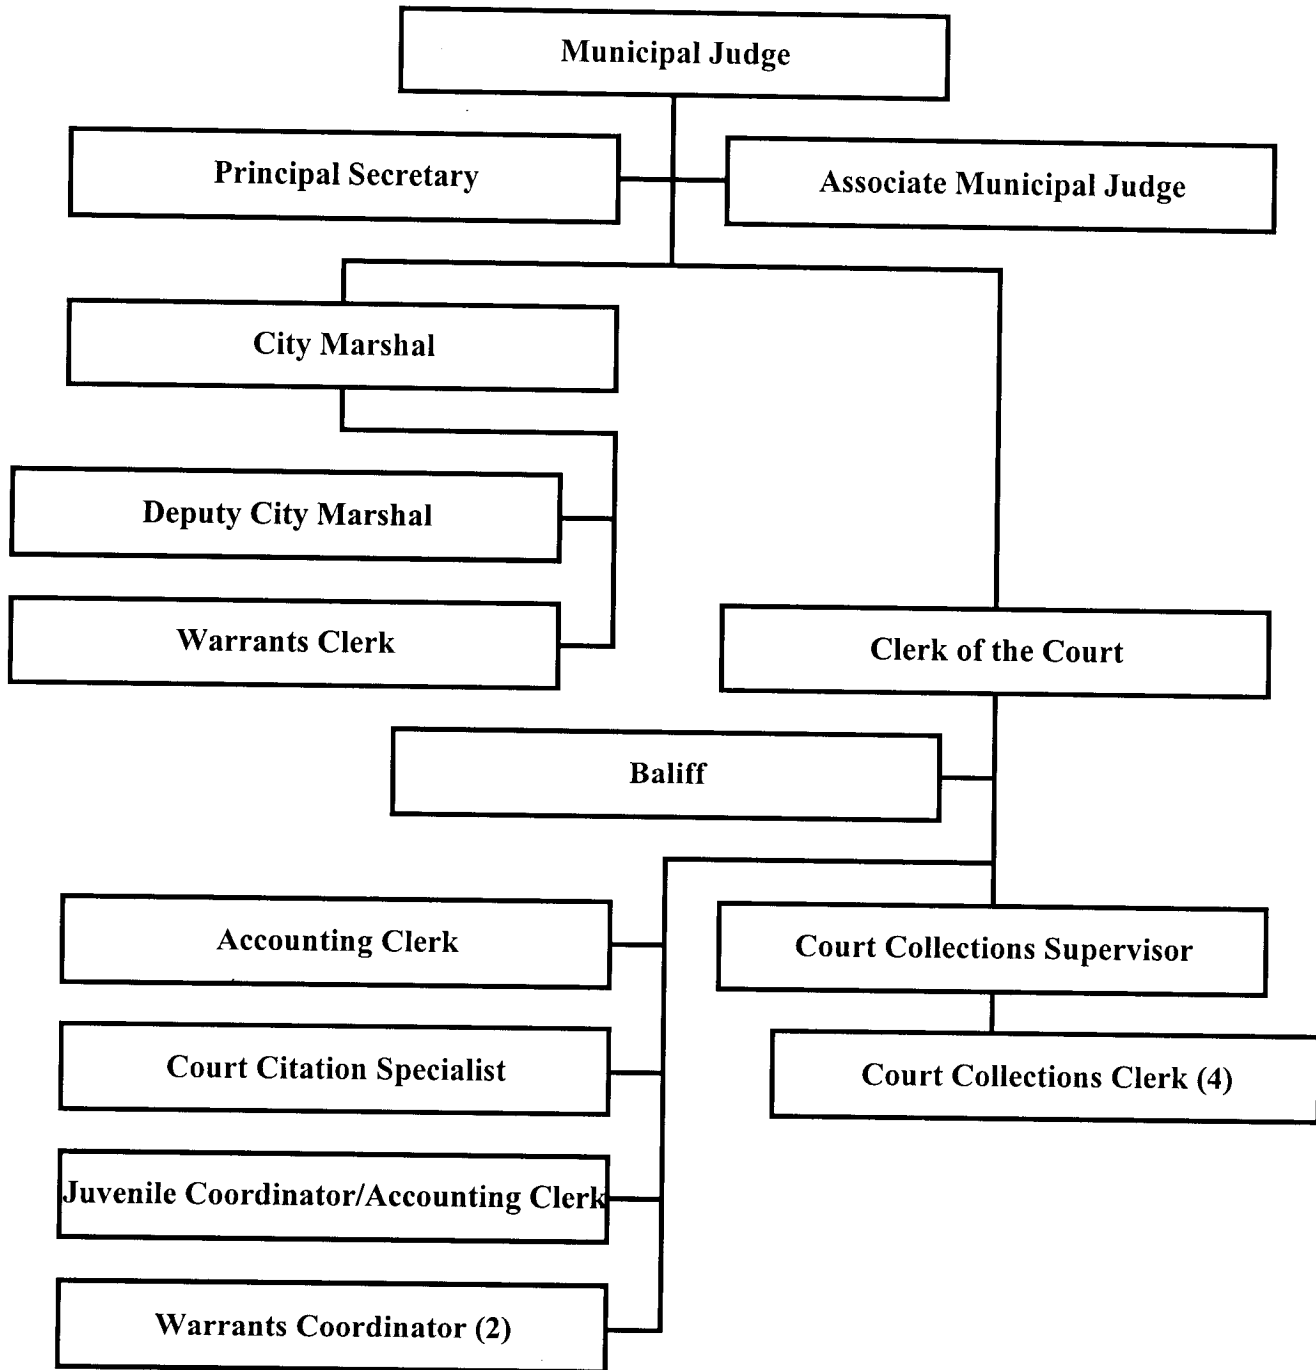 Municipal Judge
Principal Secretary
Associate Municipal Judge
City Marshal
Deputy City Marshal
Warrants Clerk
Clerk of the Court
Baliff
Accounting Clerk
Court Collections Supervisor
Court Citation Specialist
Court Collections Clerk (4)
Juvenile Coordinator/Accounting Clerk
Warrants Coordinator (2)